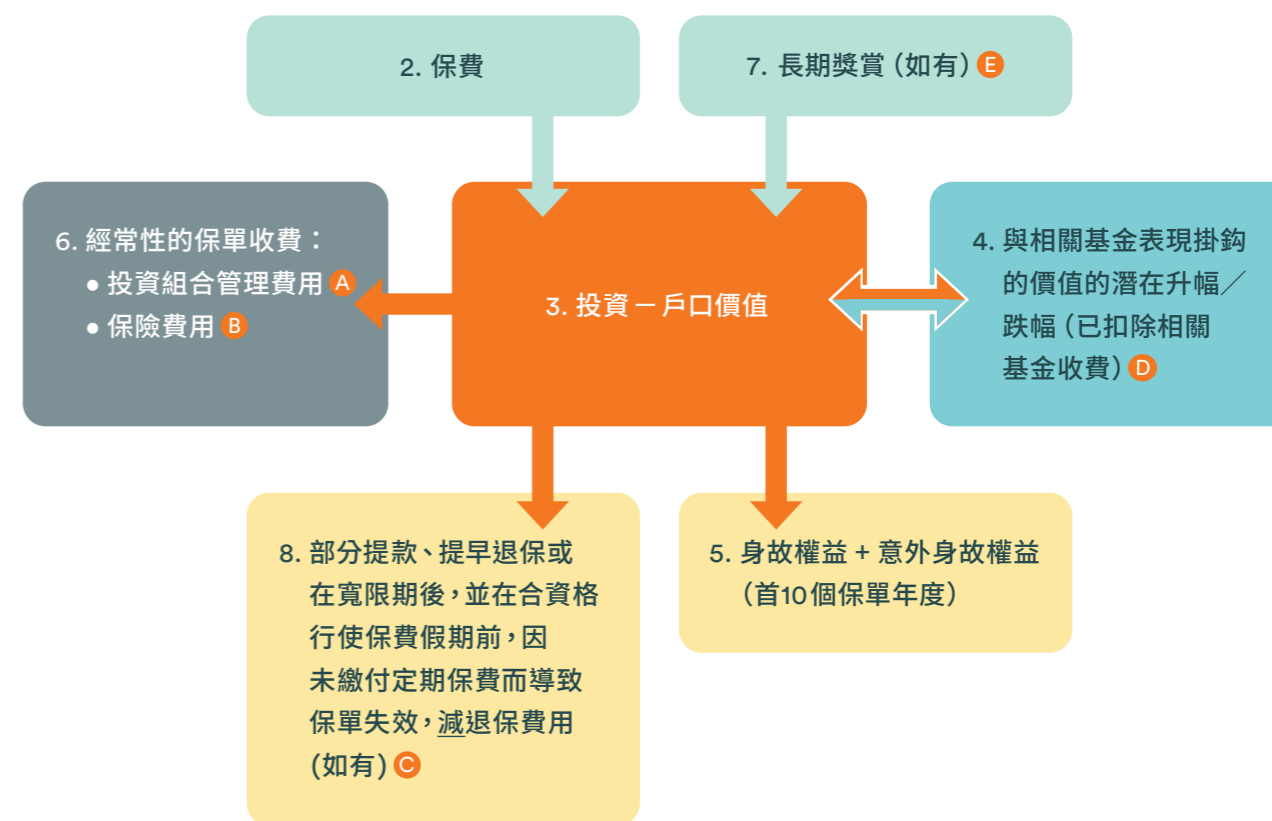 2. 保費
7. 長期獎賞（如有）E
6. 經常性的保單收費：
• 投資組合管理費用 A
• 保險費用 B
3. 投資 — 戶口價值
4. 與相關基金表現掛鈎
的價值的潛在升幅／
跌幅（已扣除相關
基金收費）D
8. 部分提款、提早退保或
在寬限期後，並在合資格
行使保費假期前，因
未繳付定期保費而導致
保單失效，減退保費用
(如有) C
5. 身故權益 + 意外身故權益
（首10個保單年度）